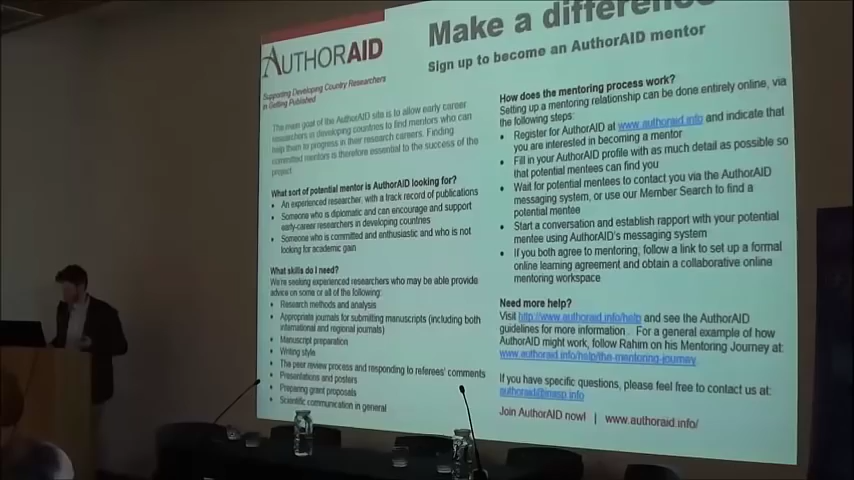 AUTHORAID
Supporting Developing Country Researchers
in Getting Published
Make a difference
Sign up to become an AuthorAID mentor
The main goal of the AuthorAID site is to allow early career
researchers in developing countries to find mentors who can
help them to progress in their research careers. Finding
committed mentors is therefore essential to the success of the
project.
What sort of potential mentor is AuthorAID looking for?
• An experienced researcher, with a track record of publications
• Someone who is diplomatic and can encourage and support
early-career researchers in developing countries
• Someone who is committed and enthusiastic and who is not
looking for academic gain
What skills do I need?
We're seeking experienced researchers who may be able provide
advice on some or all of the following:
• Research methods and analysis
• Appropriate journals for submitting manuscripts (including both
international and regional journals)
• Manuscript preparation
• Writing style
• The peer review process and responding to referees' comments
• Presentations and posters
• Preparing grant proposals
• Scientific communication in general
How does the mentoring process work?
Setting up a mentoring relationship can be done entirely online, via
the following steps:
• Register for AuthorAID at www.authoraid.info and indicate that
you are interested in becoming a mentor
• Fill in your AuthorAID profile with as much detail as possible so
that potential mentees can find you
• Wait for potential mentees to contact you via the AuthorAID
messaging system, or use our Member Search to find a
potential mentee
• Start a conversation and establish rapport with your potential
mentee using AuthorAID's messaging system
• If you both agree to mentoring, follow a link to set up a formal
online learning agreement and obtain a collaborative online
mentoring workspace
Need more help?
Visit http://www.authoraid.info/help and see the AuthorAID
guidelines for more information. For a general example of how
AuthorAID might work, follow Rahim on his Mentoring Journey at:
www.authoraid.info/help/the-mentoring-journey
If you have specific questions, please feel free to contact us at:
authoraid@inasp.info
Join AuthorAID now! | www.authoraid.info/